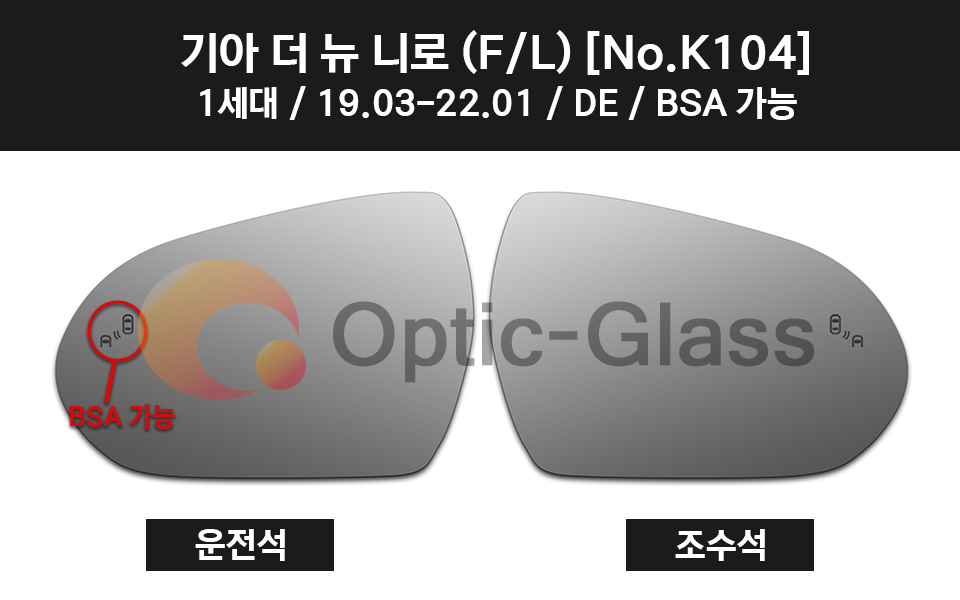 기아 더 뉴 니로 (F/L) [No.K104]
1세대 / 19.03-22.01 / DE / BSA 가능
Optic-Glass
BSA 가능
운전석
조수석